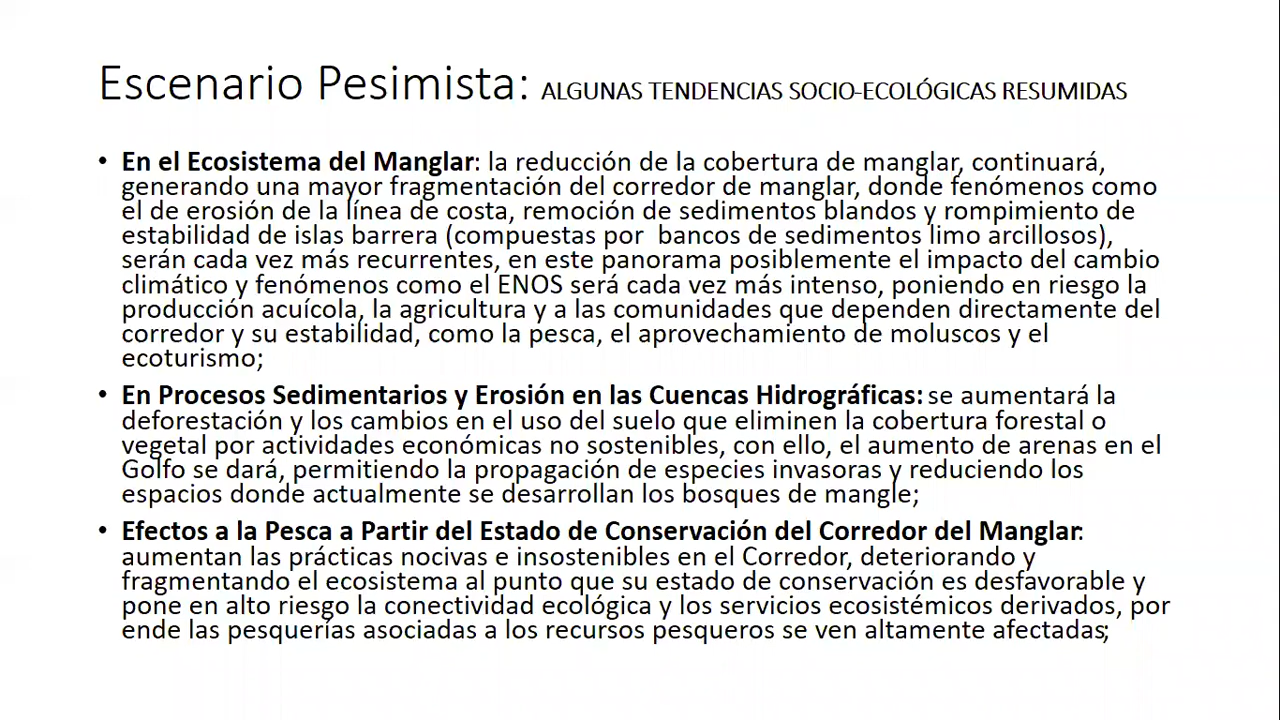 Escenario Pesimista: ALGUNAS TENDENCIAS SOCIO-ECOLÓGICAS RESUMIDAS
• En el Ecosistema del Manglar: la reducción de la cobertura de manglar, continuará,
generando una mayor fragmentación del corredor de manglar, donde fenómenos como
el de erosión de la línea de costa, remoción de sedimentos blandos y rompimiento de
estabilidad de islas barrera (compuestas por bancos de sedimentos limo arcillosos),
serán cada vez más recurrentes, en este panorama posiblemente el impacto del cambio
climático y fenómenos como el ENOS será cada vez más intenso, poniendo en riesgo la
producción acuícola, la agricultura y a las comunidades que dependen directamente del
corredor y su estabilidad, como la pesca, el aprovechamiento de moluscos y el
ecoturismo;
• En Procesos Sedimentarios y Erosión en las Cuencas Hidrográficas: se aumentará la
deforestación y los cambios en el uso del suelo que eliminen la cobertura forestal o
vegetal por actividades económicas no sostenibles, con ello, el aumento de arenas en el
Golfo se dará, permitiendo la propagación de especies invasoras y reduciendo los
espacios donde actualmente se desarrollan los bosques de mangle;
• Efectos a la Pesca a Partir del Estado de Conservación del Corredor del Manglar:
aumentan las prácticas nocivas e insostenibles en el Corredor, deteriorando y
fragmentando el ecosistema al punto que su estado de conservación es desfavorable y
pone en alto riesgo la conectividad ecológica y los servicios ecosistémicos derivados, por
ende las pesquerías asociadas a los recursos pesqueros se ven altamente afectadas;